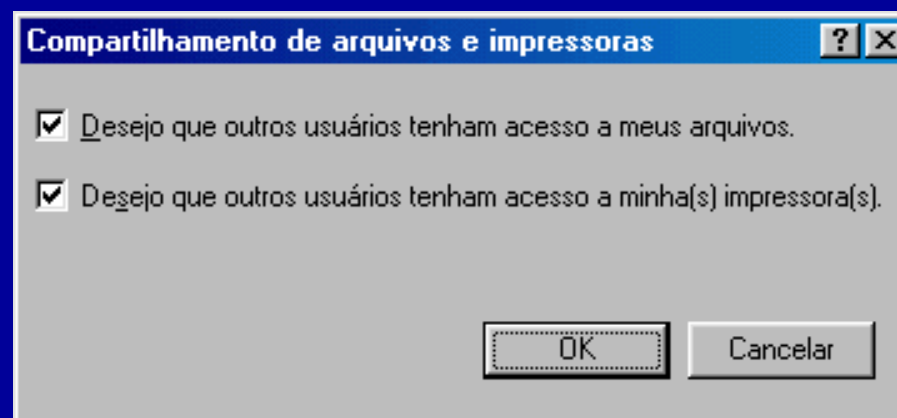 Compartilhamento de arquivos e impressoras
Desejo que outros usuários tenham acesso a meus arquivos.
Desejo que outros usuários tenham acesso a minha(s) impressora(s).
OK
Cancelar